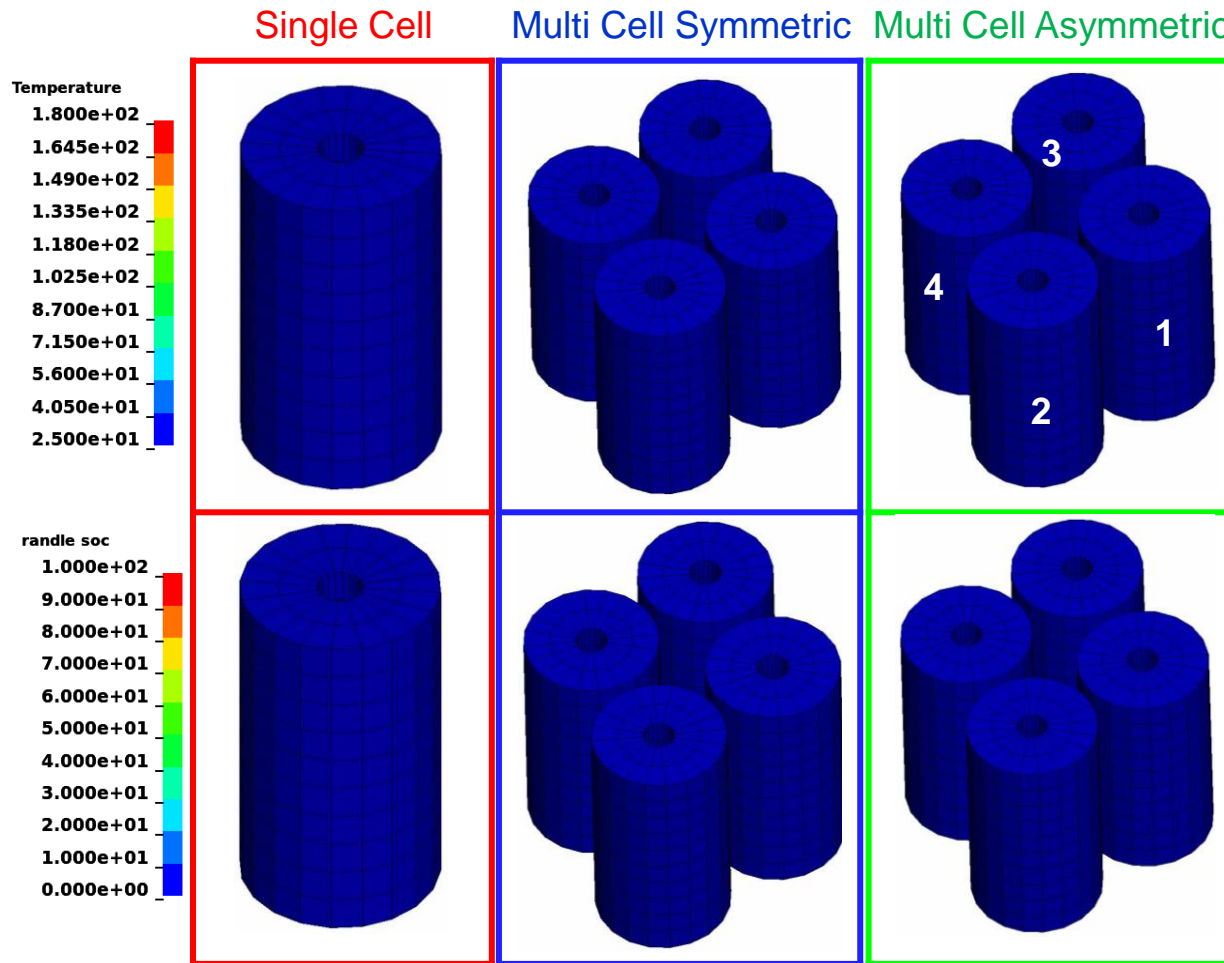 Single Cell
Multi Cell Symmetric
Multi Cell Asymmetric
Temperature
1.800e+02
1.645e+02
1.490e+02
1.335e+02
1.180e+02
1.025e+02
8.700e+01
7.150e+01
5.600e+01
4.050e+01
2.500e+01
3
4
1
2
randle soc
1.000e+02
9.000e+01
8.000e+01
7.000e+01
6.000e+01
5.000e+01
4.000e+01
3.000e+01
2.000e+01
1.000e+01
0.000e+00